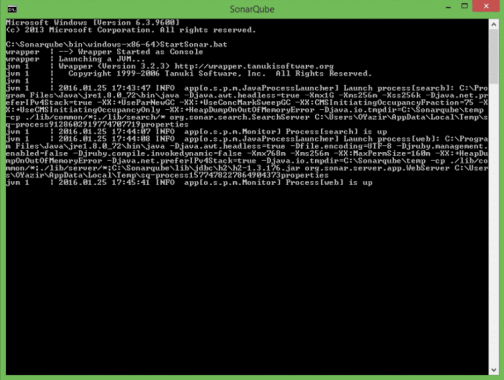 SonarQube
Microsoft Windows [Version 6.3.9600]
(c) 2013 Microsoft Corporation. All rights reserved.
C:\Sonarqube\bin\windows-x86-64>StartSonar.bat
wrapper  | --> Wrapper Started as Console
wrapper  | Launching a JVM...
jvm 1    | Wrapper (Version 3.2.3) http://wrapper.tanukisoftware.org
jvm 1    |   Copyright 1999-2006 Tanuki Software, Inc.  All Rights Reserved.
jvm 1    |
jvm 1    | 2016.01.25 17:43:47 INFO  app[o.s.p.m.JavaProcessLauncher] Launch process[search]: C:\Pro
gram Files\Java\jre1.8.0_72\bin\java -Djava.awt.headless=true -Xmx1G -Xms256m -Xss256k -Djava.net.pr
eferIPv4Stack=true -XX:+UseParNewGC -XX:+UseConcMarkSweepGC -XX:CMSInitiatingOccupancyFraction=75 -X
X:+UseCMSInitiatingOccupancyOnly -XX:+HeapDumpOnOutOfMemoryError -Djava.io.tmpdir=C:\Sonarqube\temp
-cp ./lib/common/*;./lib/search/* org.sonar.search.SearchServer C:\Users\OYazir\AppData\Local\Temp\s
q-process9128602919774707719properties
jvm 1    | 2016.01.25 17:44:07 INFO  app[o.s.p.m.Monitor] Process[search] is up
jvm 1    | 2016.01.25 17:44:08 INFO  app[o.s.p.m.JavaProcessLauncher] Launch process[web]: C:\Progra
m Files\Java\jre1.8.0_72\bin\java -Djava.awt.headless=true -Dfile.encoding=UTF-8 -Djruby.management.
enabled=false -Djruby.compile.invokedynamic=false -Xmx768m -Xms256m -XX:MaxPermSize=160m -XX:+HeapDu
mpOnOutOfMemoryError -Djava.net.preferIPv4Stack=true -Djava.io.tmpdir=C:\Sonarqube\temp -cp ./lib/co
mmon/*;./lib/server/*;C:\Sonarqube\lib\jdbc\h2\h2-1.3.176.jar org.sonar.server.app.WebServer C:\User
s\OYazir\AppData\Local\Temp\sq-process1577478227864904373properties
jvm 1    | 2016.01.25 17:45:41 INFO  app[o.s.p.m.Monitor] Process[web] is up